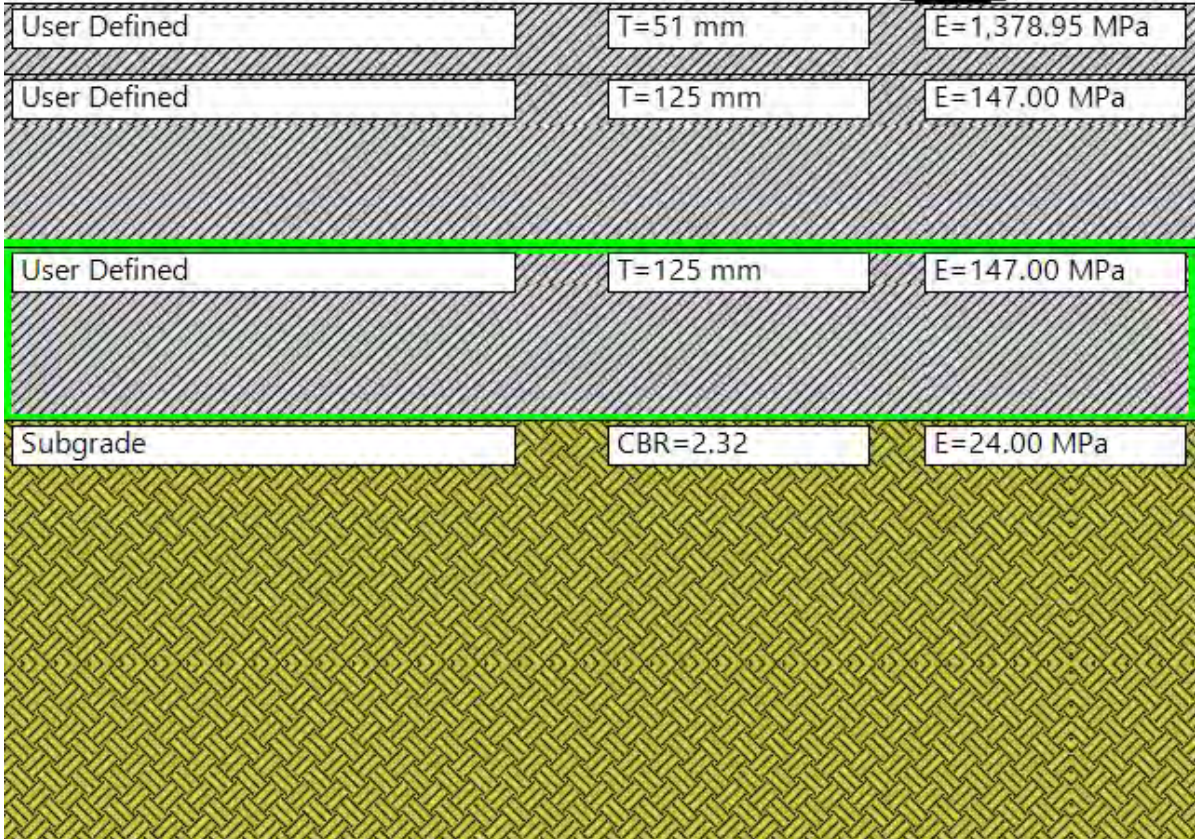 User Defined T=51 mm E=1,378.95 MPa
User Defined T=125 mm E=147.00 MPa
User Defined T=125 mm E=147.00 MPa
Subgrade CBR=2.32 E=24.00 MPa